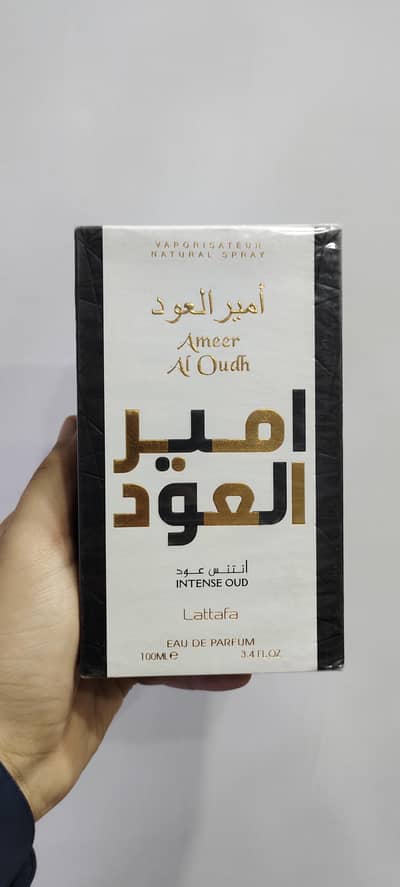 VAPORISATEUR
NATURAL SPRAY
أمير العود
Ameer
Al Oudh
امير
العود
أنتنس عود
INTENSE OUD
Lattafa
EAU DE PARFUM
100ML e 3.4 FL.OZ